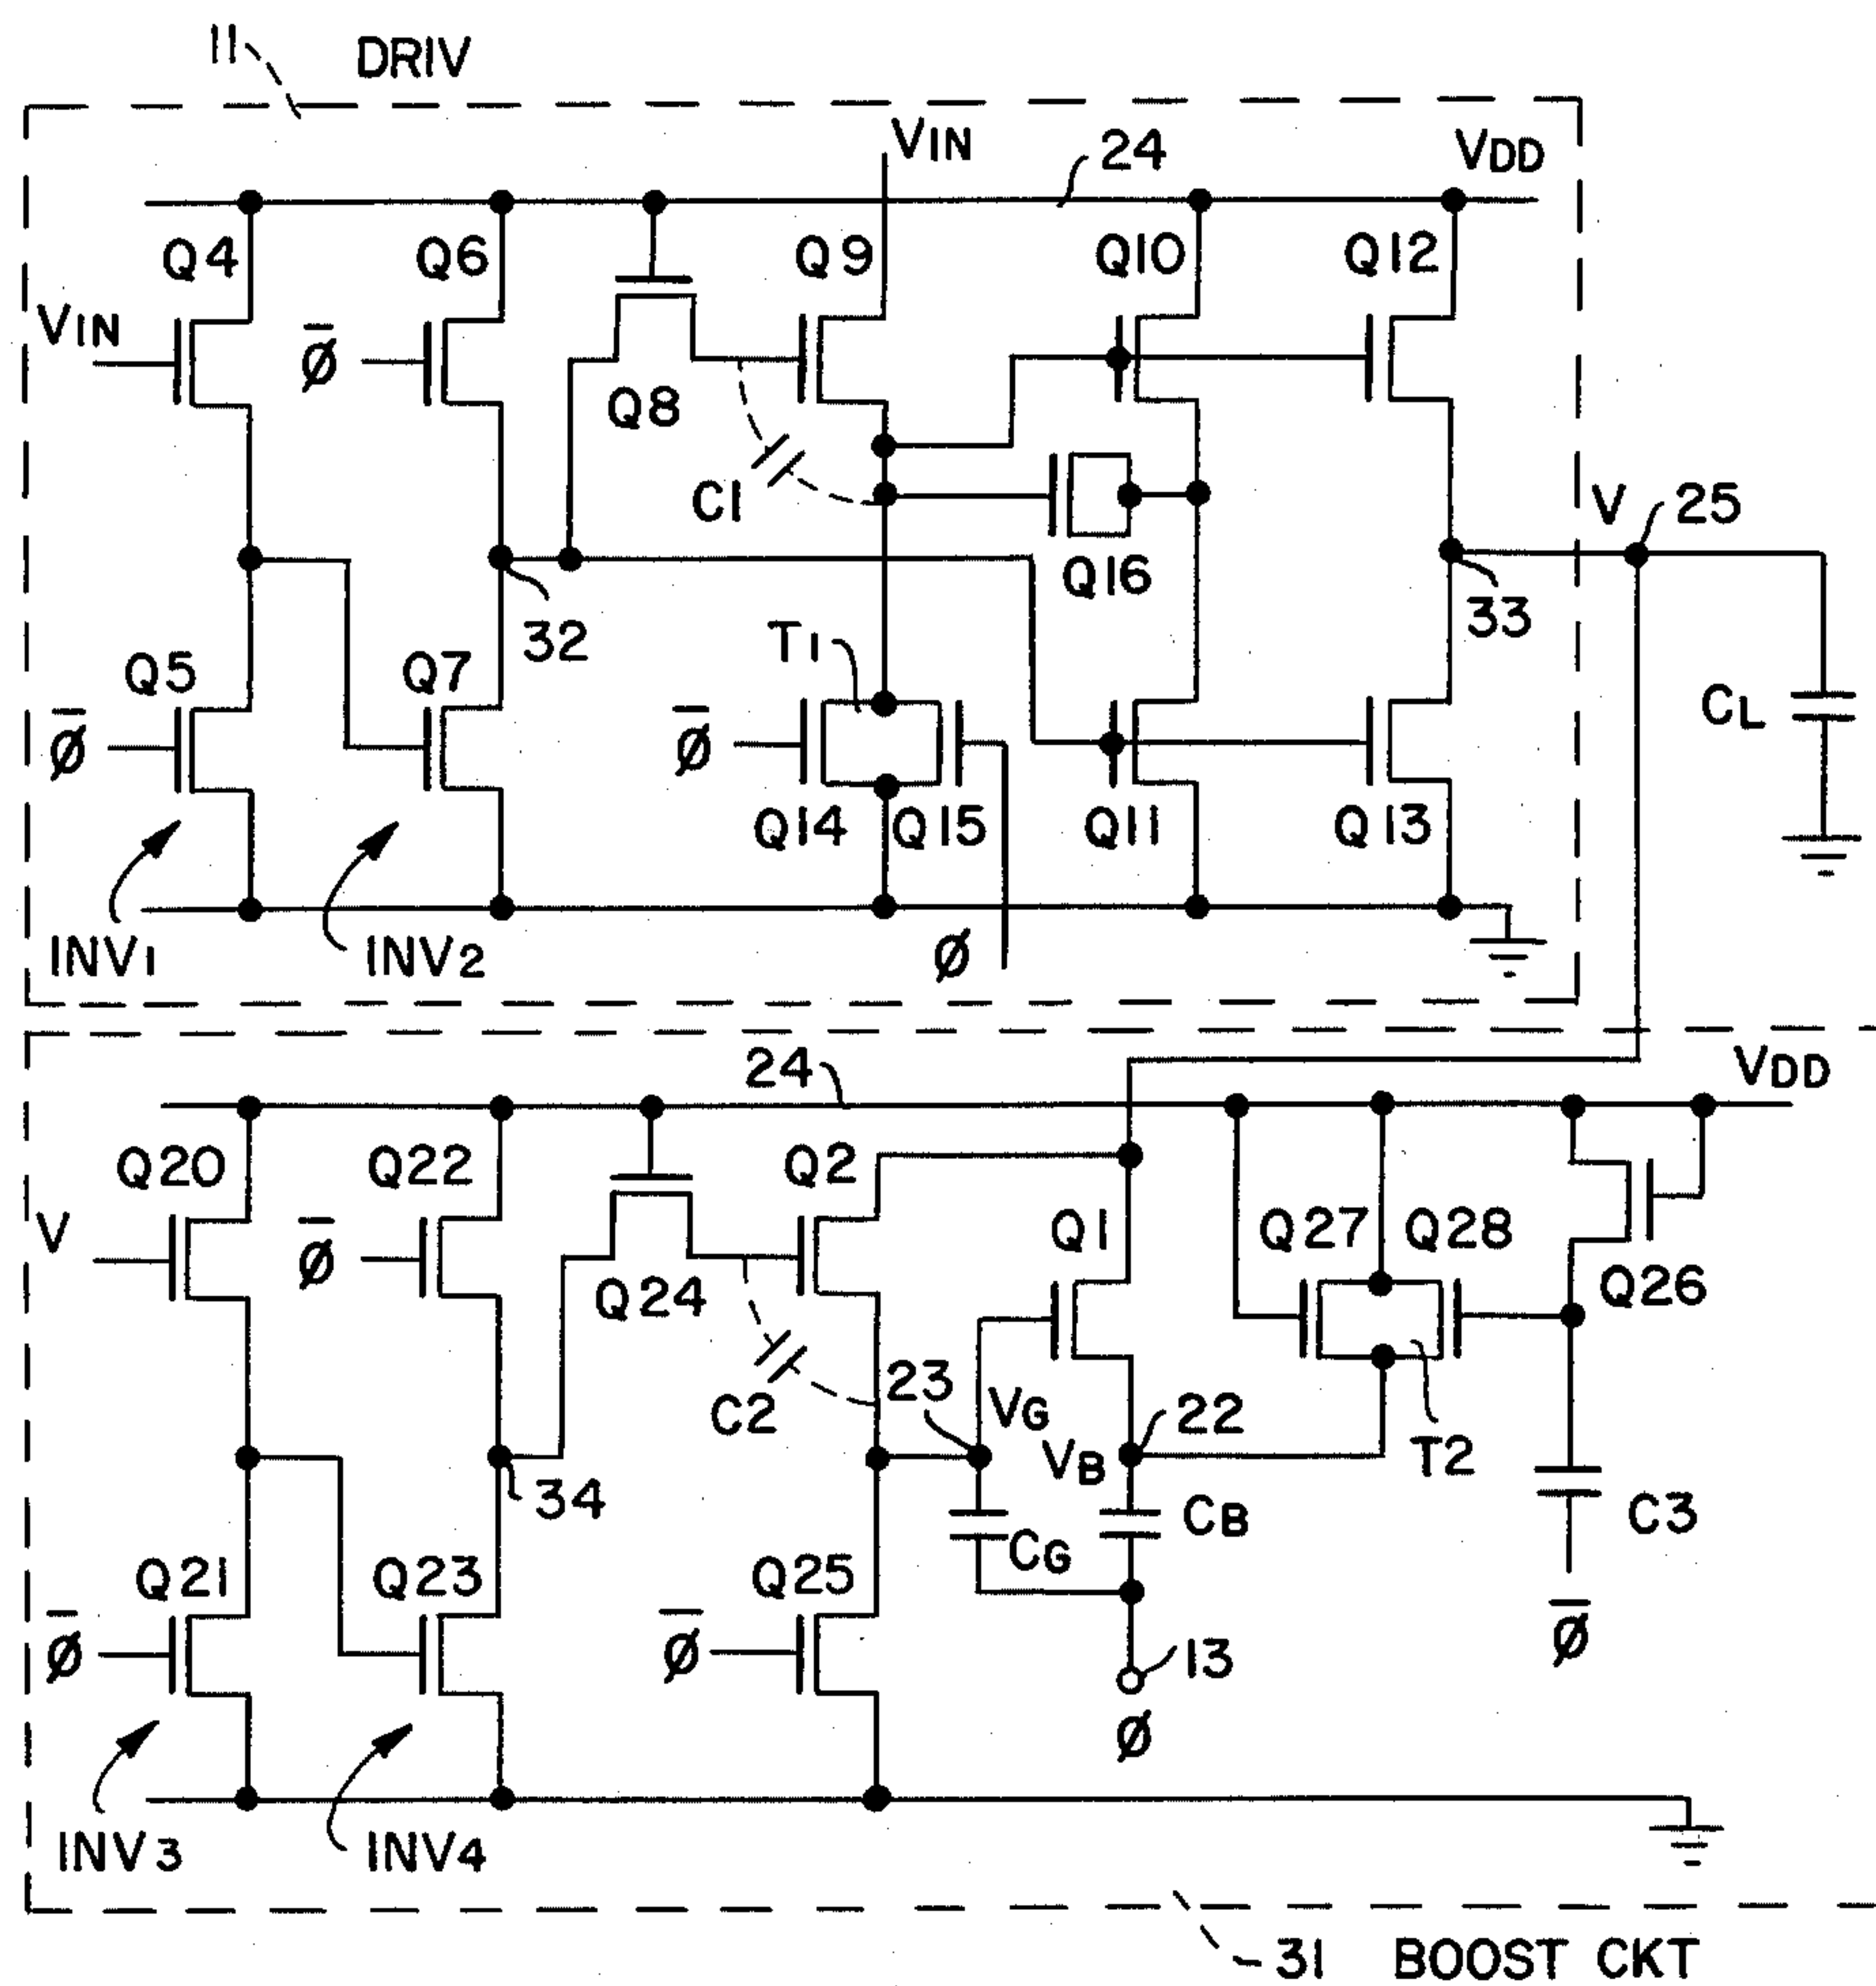 11 DRIV
VIN 24 VDD
Q4 Q6 Q9 Q10 Q12
VIN ϕ̅ Q8
C1 V 25
Q16
32 33
T1
Q5 Q7 CL
ϕ̅ ϕ̅
Q14 Q15 Q11 Q13
INV1 INV2 ϕ
24 VDD
Q20 Q22 Q2
V ϕ̅ Q1 Q27 Q28
Q24 Q26
23 VG 22
C2 VB T2
34 CB C3
CG
Q21 Q23 Q25
ϕ̅ ϕ̅ 13 ϕ̅
ϕ
INV3 INV4
31 BOOST CKT